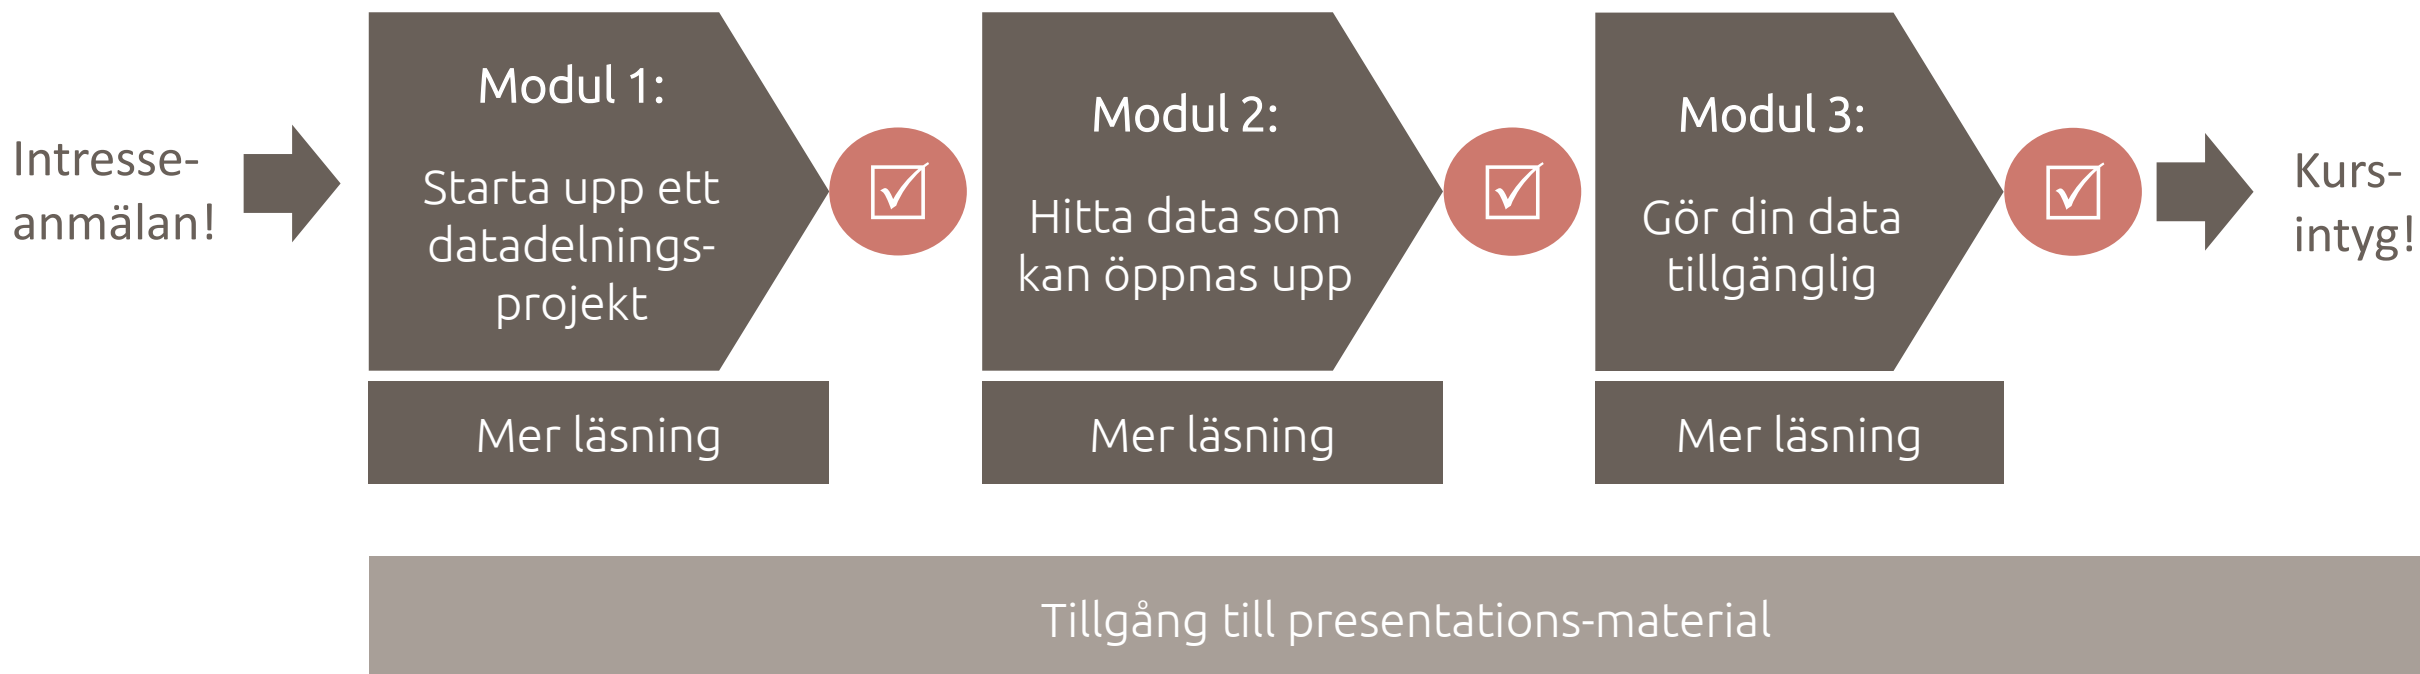 Intresse-
anmälan!
Modul 1:
Starta upp ett
datadelnings-
projekt
Mer läsning
Modul 2:
Hitta data som
kan öppnas upp
Mer läsning
Modul 3:
Gör din data
tillgänglig
Mer läsning
Kurs-
intyg!
Tillgång till presentations-material